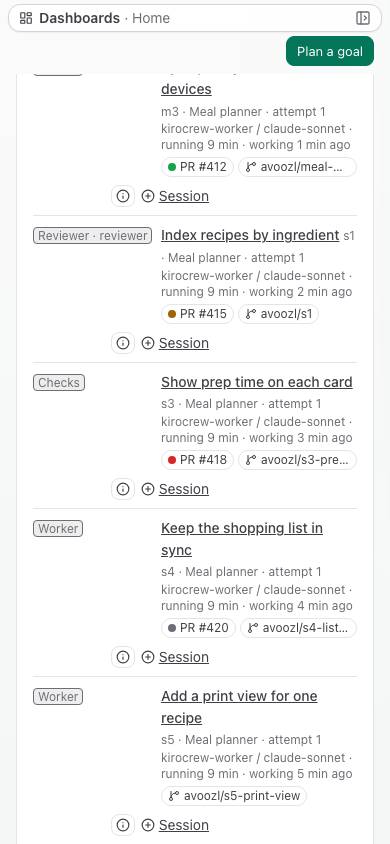 Dashboards · Home
Plan a goal
devices
m3 · Meal planner · attempt 1
kirocrew-worker / claude-sonnet ·
running 9 min · working 1 min ago
PR #412
avoozl/meal-...
Session
Reviewer · reviewer
Index recipes by ingredient s1
· Meal planner · attempt 1
kirocrew-worker / claude-sonnet ·
running 9 min · working 2 min ago
PR #415
avoozl/s1
Session
Checks
Show prep time on each card
s3 · Meal planner · attempt 1
kirocrew-worker / claude-sonnet ·
running 9 min · working 3 min ago
PR #418
avoozl/s3-pre...
Session
Worker
Keep the shopping list in
sync
s4 · Meal planner · attempt 1
kirocrew-worker / claude-sonnet ·
running 9 min · working 4 min ago
PR #420
avoozl/s4-list...
Session
Worker
Add a print view for one
recipe
s5 · Meal planner · attempt 1
kirocrew-worker / claude-sonnet ·
running 9 min · working 5 min ago
avoozl/s5-print-view
Session